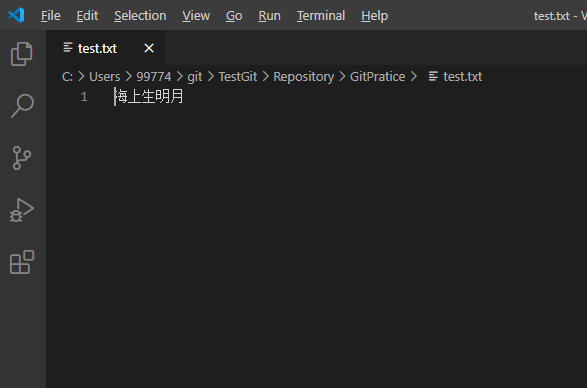 File Edit Selection View Go Run Terminal Help test.txt - V
test.txt
C: > Users > 99774 > git > TestGit > Repository > GitPratice > test.txt
1 海上生明月